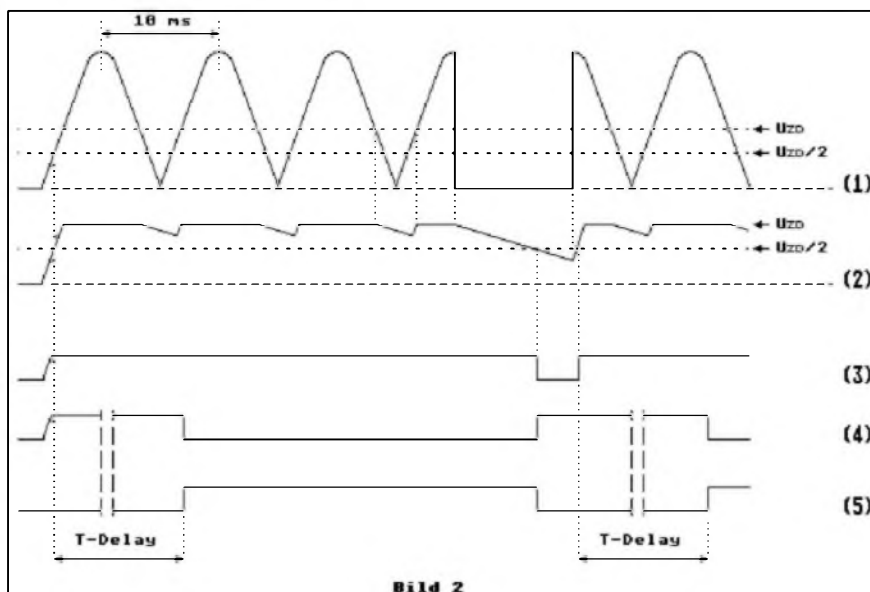 10 ms
← UZD
← UZD/2
(1)
← UZD
← UZD/2
(2)
(3)
(4)
(5)
T-Delay T-Delay
Bild 2